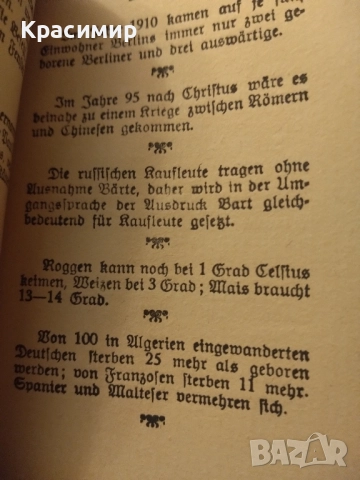 Красимир
1910 kamen auf je fünf
Einwohner Berlins immer nur zwei ge-
borene Berliner und drei auswärtige.
Im Jahre 95 nach Christus wäre es
beinahe zu einem Kriege zwischen Römern
und Chinesen gekommen.
Die russischen Kaufleute tragen ohne
Ausnahme Bärte, daher wird in der Um-
gangssprache der Ausdruck Bart gleich-
bedeutend für Kaufleute gesetzt.
Roggen kann noch bei 1 Grad Celsius
keimen, Weizen bei 3 Grad; Mais braucht
13—14 Grad.
Von 100 in Algerien eingewanderten
Deutschen sterben 25 mehr als geboren
werden; von Franzosen sterben 11 mehr.
Spanier und Malteser vermehren sich.
BAZAR